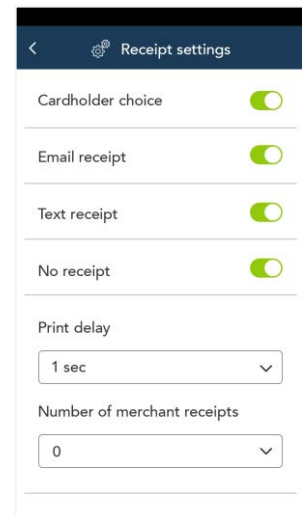 Receipt settings
Cardholder choice
Email receipt
Text receipt
No receipt
Print delay
1 sec
Number of merchant receipts
0